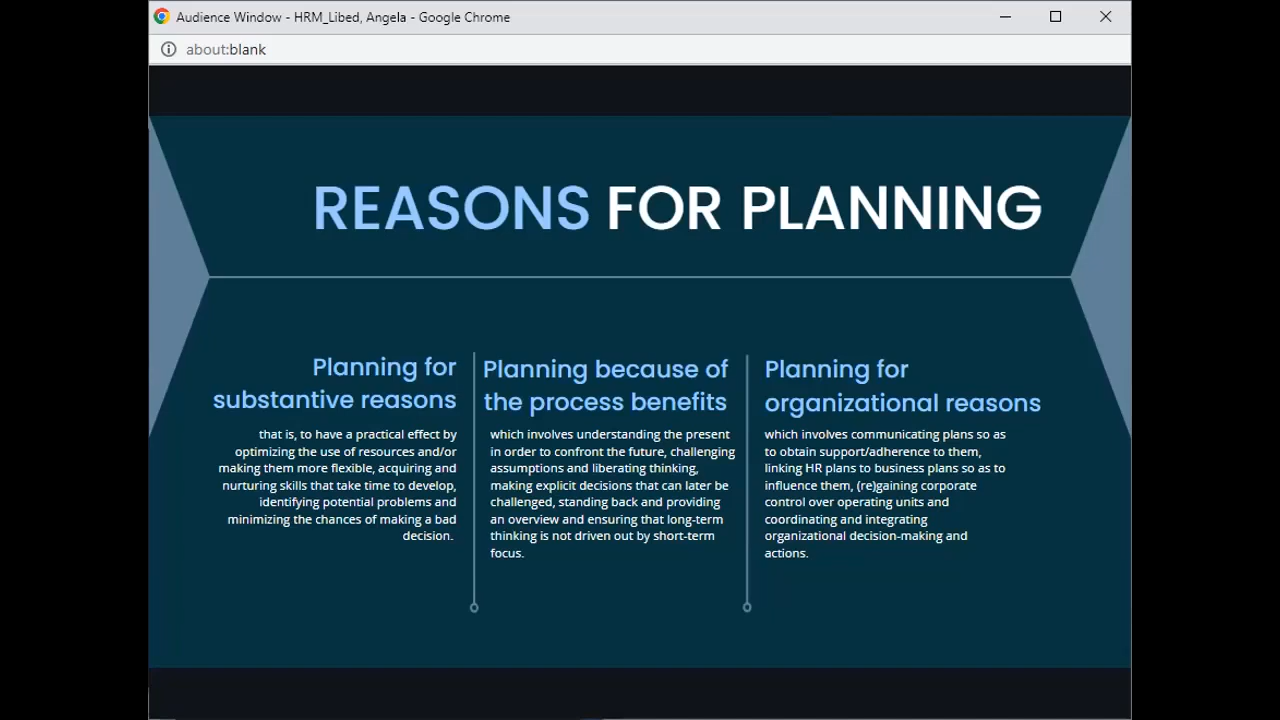 Audience Window - HRM_Libed, Angela - Google Chrome
about:blank
REASONS FOR PLANNING
Planning for
substantive reasons
that is, to have a practical effect by
optimizing the use of resources and/or
making them more flexible, acquiring and
nurturing skills that take time to develop,
identifying potential problems and
minimizing the chances of making a bad
decision.
Planning because of
the process benefits
which involves understanding the present
in order to confront the future, challenging
assumptions and liberating thinking,
making explicit decisions that can later be
challenged, standing back and providing
an overview and ensuring that long-term
thinking is not driven out by short-term
focus.
Planning for
organizational reasons
which involves communicating plans so as
to obtain support/adherence to them,
linking HR plans to business plans so as to
influence them, (re)gaining corporate
control over operating units and
coordinating and integrating
organizational decision-making and
actions.